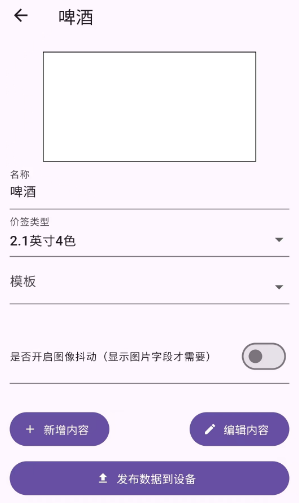 啤酒
名称
啤酒
价签类型
2.1英寸4色
模板
是否开启图像抖动（显示图片字段才需要）
新增内容
编辑内容
发布数据到设备